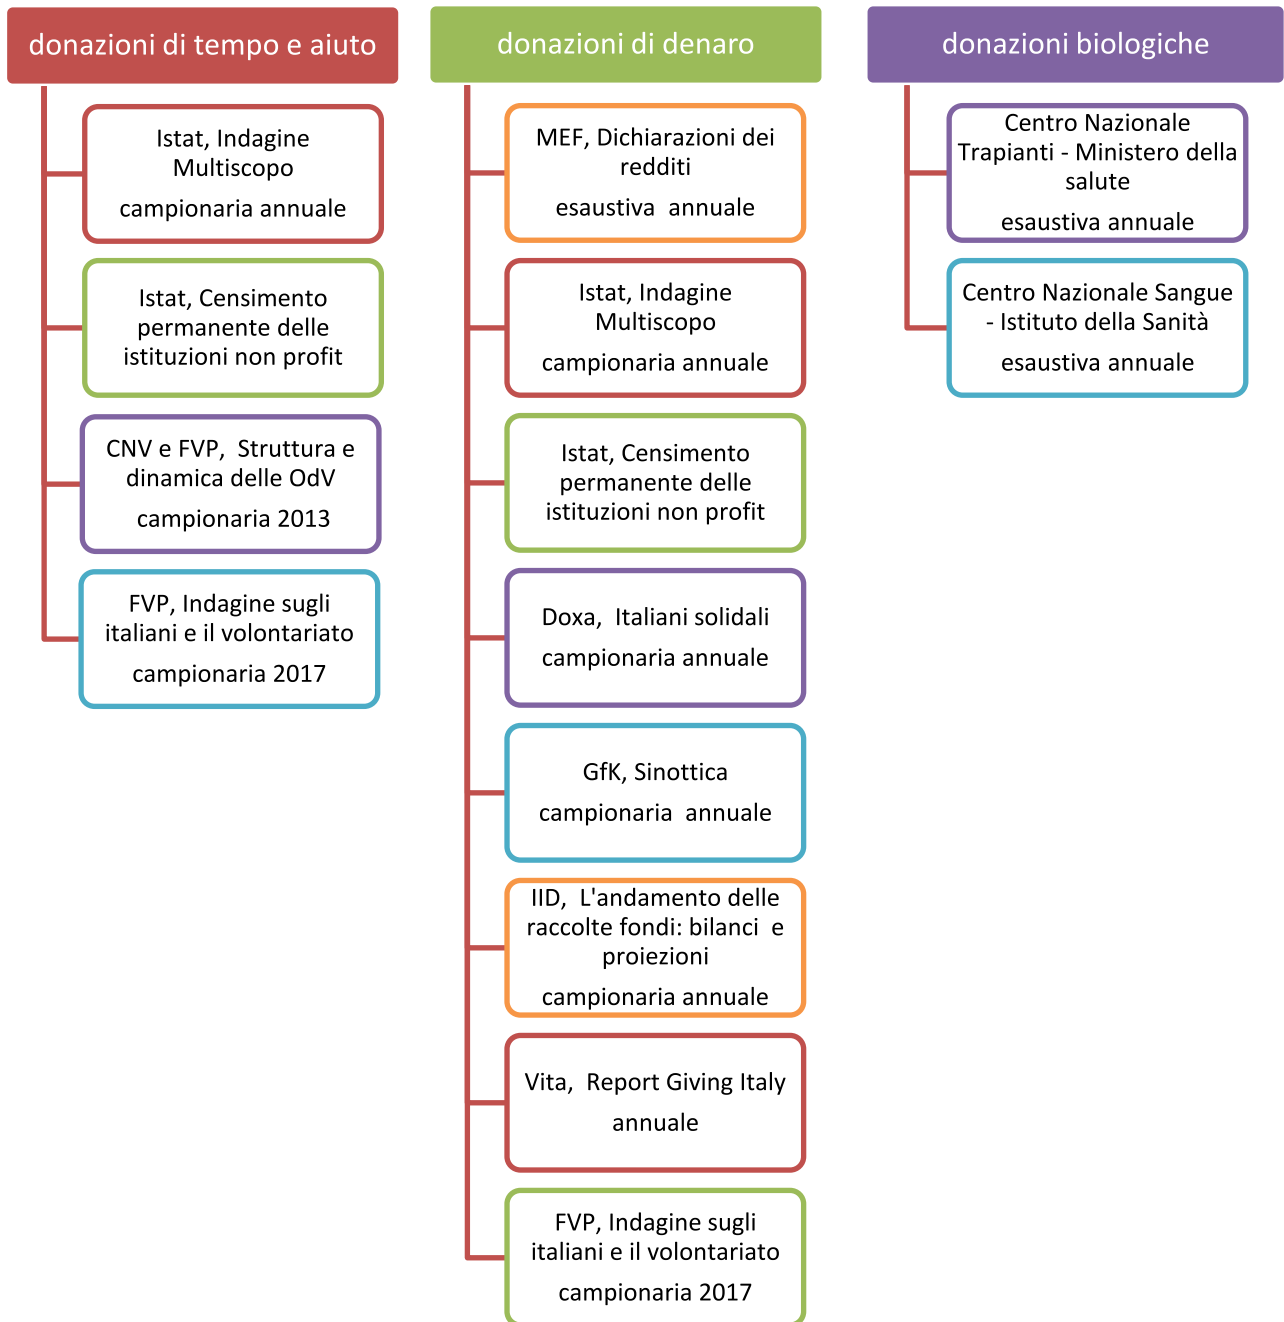 donazioni di tempo e aiuto
Istat, Indagine
Multiscopo
campionaria annuale
Istat, Censimento
permanente delle
istituzioni non profit
CNV e FVP, Struttura e
dinamica delle OdV
campionaria 2013
FVP, Indagine sugli
italiani e il volontariato
campionaria 2017
donazioni di denaro
MEF, Dichiarazioni dei
redditi
esaustiva annuale
Istat, Indagine
Multiscopo
campionaria annuale
Istat, Censimento
permanente delle
istituzioni non profit
Doxa, Italiani solidali
campionaria annuale
GfK, Sinottica
campionaria annuale
IID, L'andamento delle
raccolte fondi: bilanci e
proiezioni
campionaria annuale
Vita, Report Giving Italy
annuale
FVP, Indagine sugli
italiani e il volontariato
campionaria 2017
donazioni biologiche
Centro Nazionale
Trapianti - Ministero della
salute
esaustiva annuale
Centro Nazionale Sangue
- Istituto della Sanità
esaustiva annuale